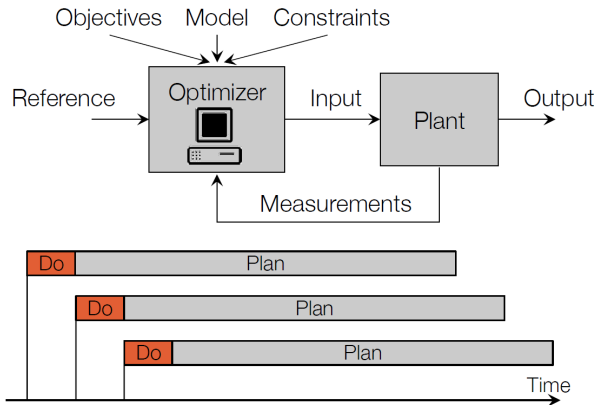 Objectives Model Constraints
Reference Optimizer Input Plant Output
Measurements
Do Plan
Do Plan
Do Plan
Time